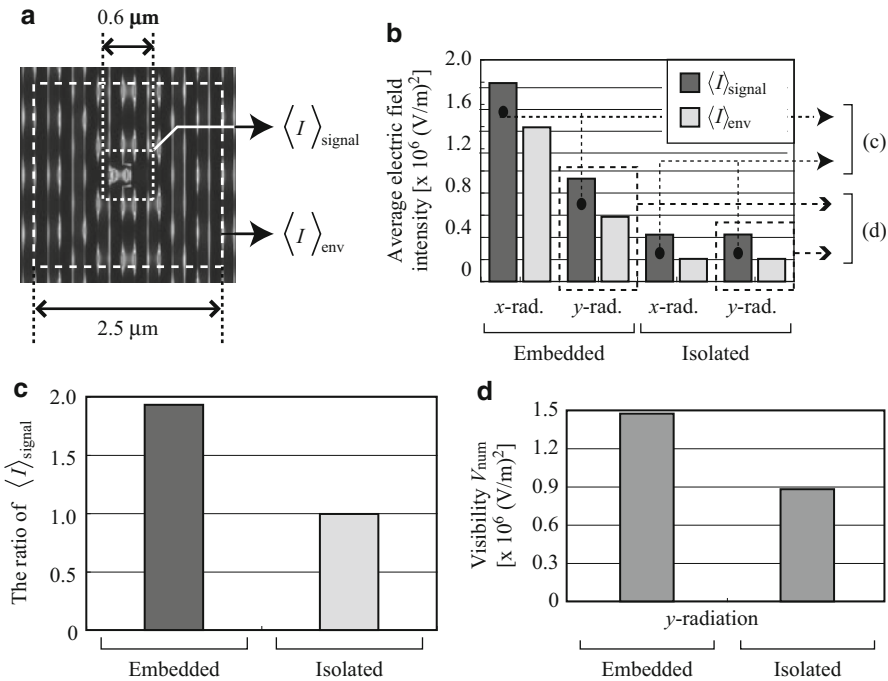 a
0.6 μm
⟨I⟩signal
⟨I⟩env
2.5 μm
b
Average electric field
intensity [x 10⁶ (V/m)²]
2.0
1.6
1.2
0.8
0.4
0
⟨I⟩signal
⟨I⟩env
(c)
(d)
x-rad. y-rad. x-rad. y-rad.
Embedded Isolated
c
The ratio of ⟨I⟩signal
2.0
1.5
1.0
0.5
0
Embedded Isolated
d
Visibility Vnum
[x 10⁶ (V/m)²]
1.5
1.2
0.9
0.6
0.3
0
y-radiation
Embedded Isolated